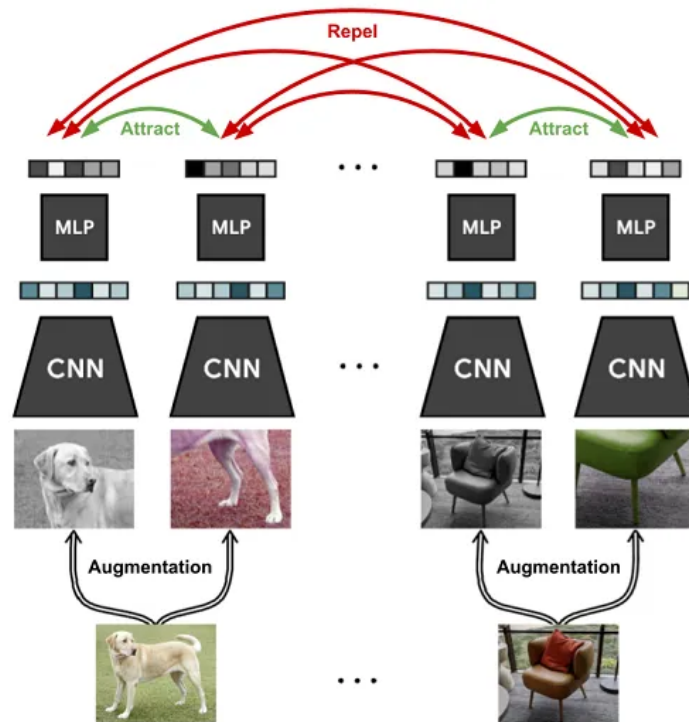 Repel
Attract
Attract
...
MLP
MLP
MLP
MLP
CNN
CNN
...
CNN
CNN
Augmentation
Augmentation
...